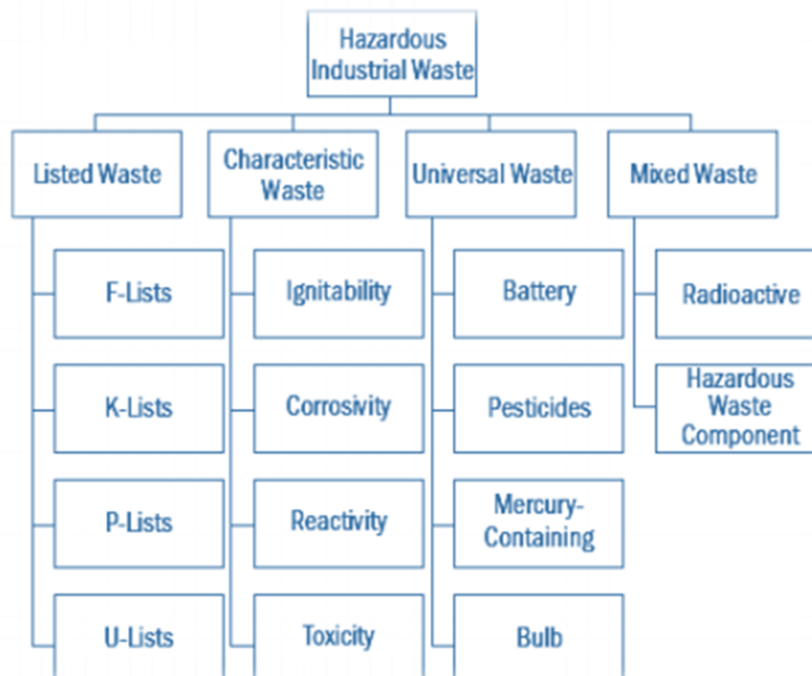 Hazardous
Industrial Waste
Listed Waste
Characteristic
Waste
Universal Waste
Mixed Waste
F-Lists
Ignitability
Battery
Radioactive
K-Lists
Corrosivity
Pesticides
Hazardous
Waste
Component
P-Lists
Reactivity
Mercury-
Containing
U-Lists
Toxicity
Bulb